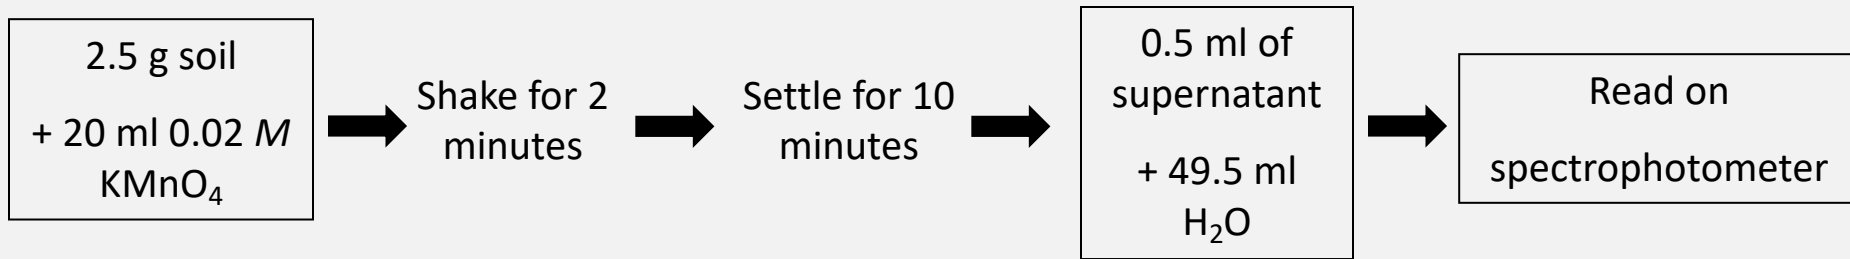 2.5 g soil
+ 20 ml 0.02 M
KMnO₄
Shake for 2
minutes
Settle for 10
minutes
0.5 ml of
supernatant
+ 49.5 ml
H₂O
Read on
spectrophotometer